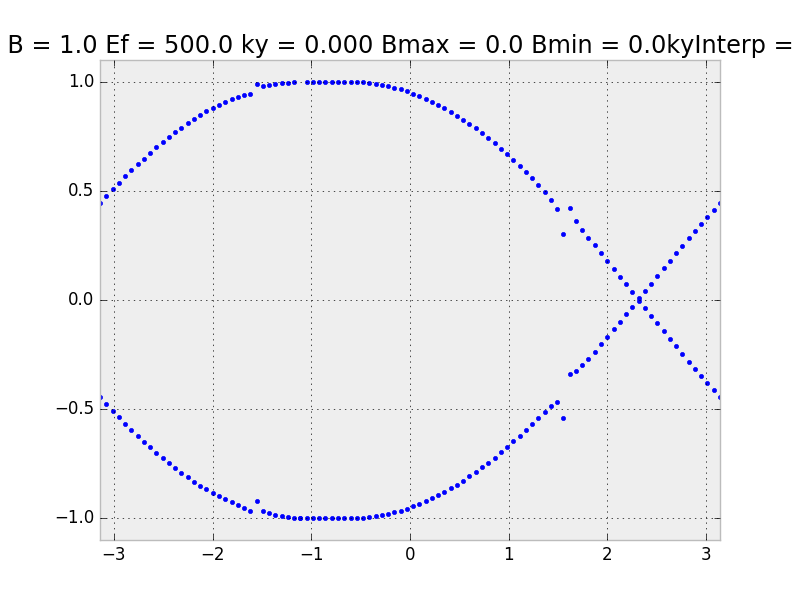 B = 1.0 Ef = 500.0 ky = 0.000 Bmax = 0.0 Bmin = 0.0kyInterp =
1.0
0.5
0.0
−0.5
−1.0
−3 −2 −1 0 1 2 3